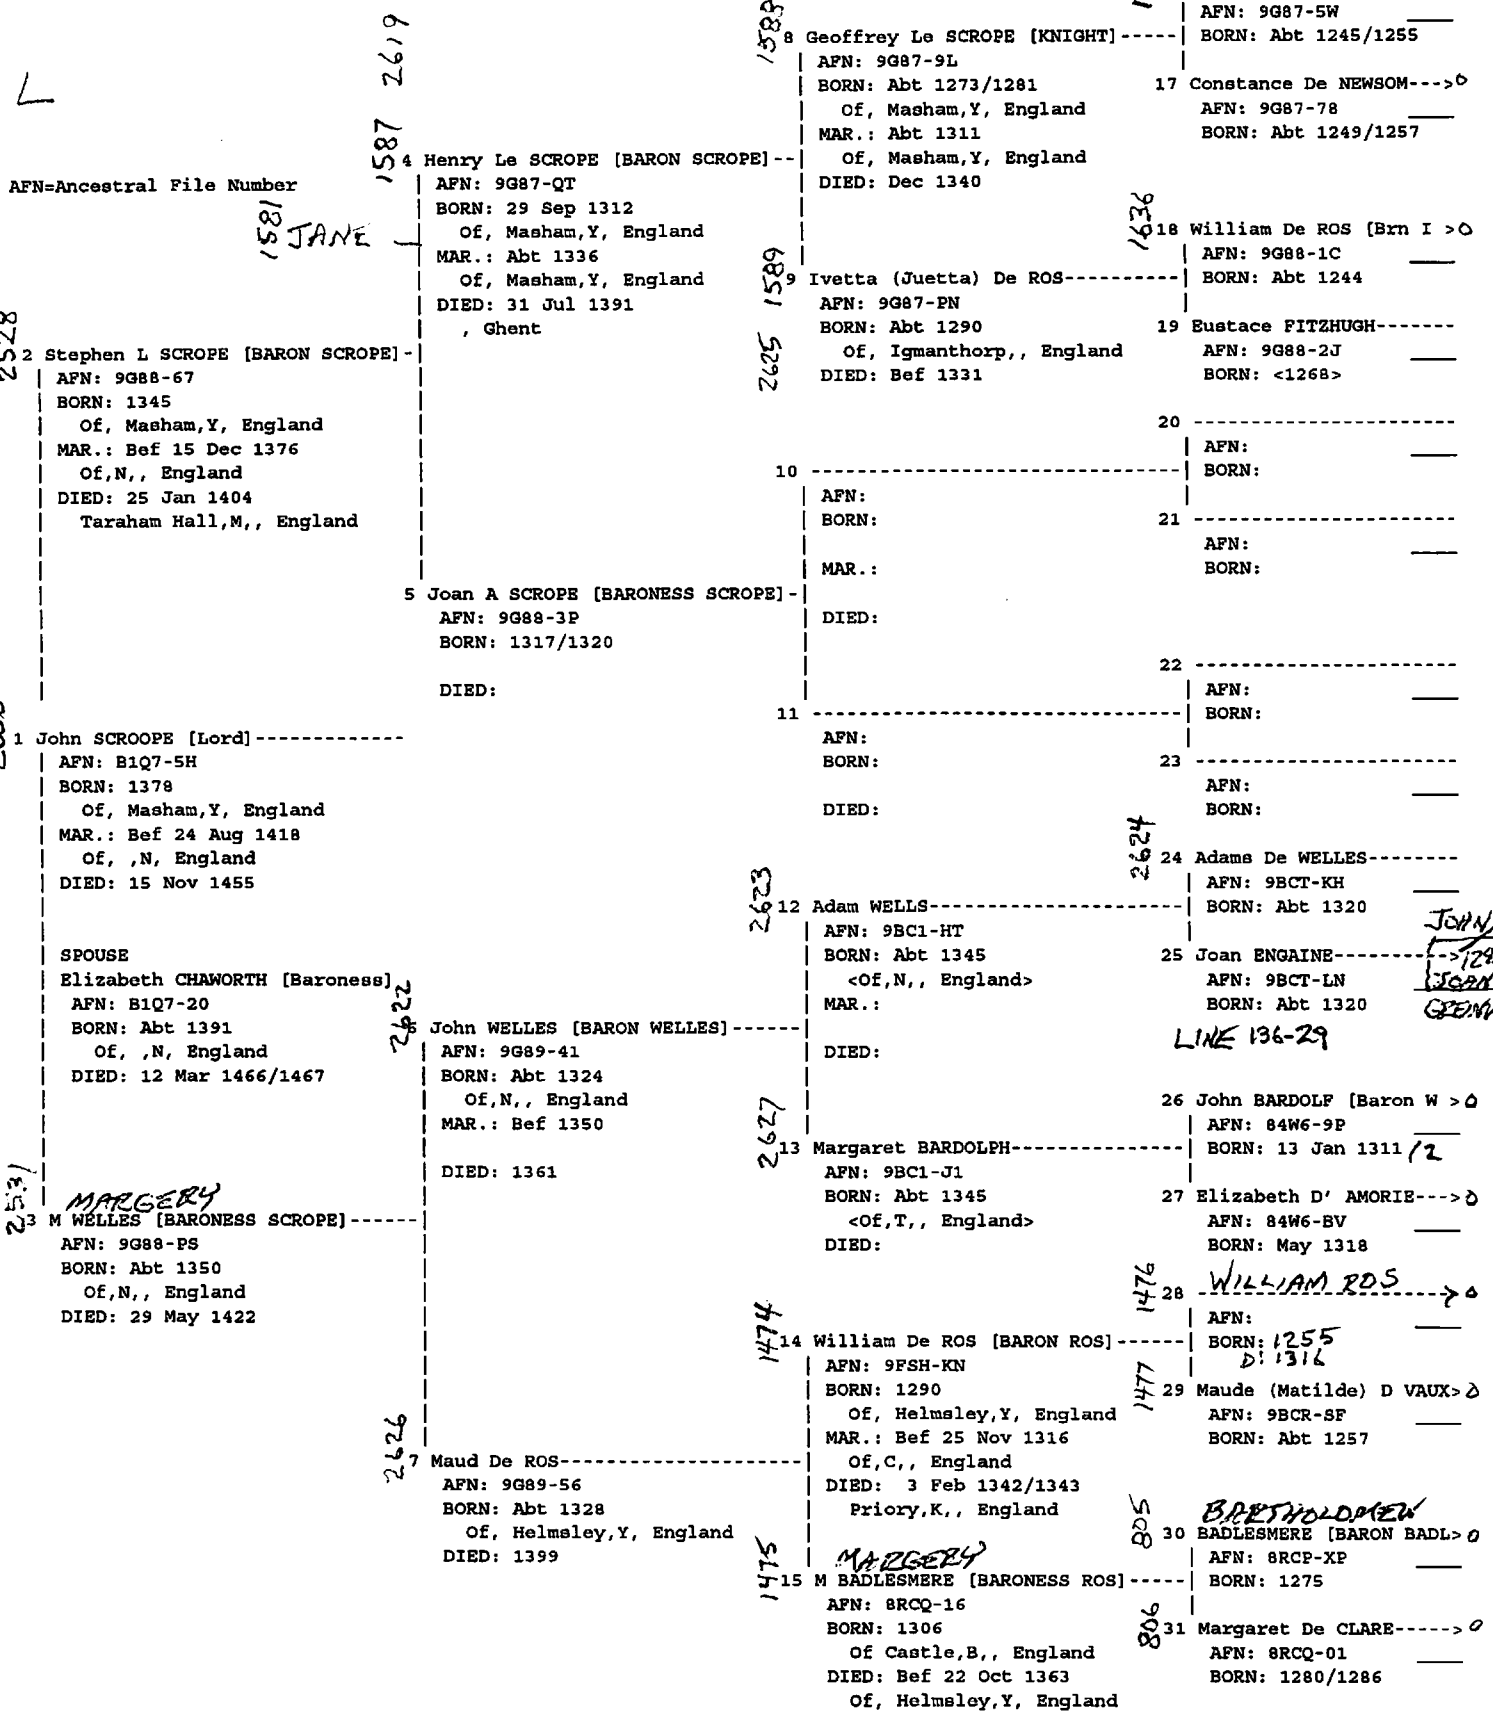 AFN: 9G87-5W
BORN: Abt 1245/1255
1583
8 Geoffrey Le SCROPE [KNIGHT]-----
AFN: 9G87-9L
BORN: Abt 1273/1281
Of, Masham,Y, England
MAR.: Abt 1311
Of, Masham,Y, England
DIED: Dec 1340
17 Constance De NEWSOM--->0
AFN: 9G87-78
BORN: Abt 1249/1257
2619
1587
4 Henry Le SCROPE [BARON SCROPE]--
AFN: 9G87-QT
BORN: 29 Sep 1312
Of, Masham,Y, England
MAR.: Abt 1336
Of, Masham,Y, England
DIED: 31 Jul 1391
, Ghent
AFN=Ancestral File Number
1581
JANE
1636
18 William De ROS [Brn I >0
AFN: 9G88-1C
BORN: Abt 1244
1589
2625
9 Ivetta (Juetta) De ROS----------
AFN: 9G87-PN
BORN: Abt 1290
Of, Igmanthorp,, England
DIED: Bef 1331
19 Eustace FITZHUGH-------
AFN: 9G88-2J
BORN: <1268>
2528
2 Stephen L SCROPE [BARON SCROPE]-
AFN: 9G88-67
BORN: 1345
Of, Masham,Y, England
MAR.: Bef 15 Dec 1376
Of,N,, England
DIED: 25 Jan 1404
Taraham Hall,M,, England
20 ------------------------
AFN:
BORN:
10 ----------------------------------
AFN:
BORN:
MAR.:
DIED:
21 ------------------------
AFN:
BORN:
5 Joan A SCROPE [BARONESS SCROPE]-
AFN: 9G88-3P
BORN: 1317/1320
DIED:
22 ------------------------
AFN:
BORN:
11 ----------------------------------
AFN:
BORN:
DIED:
23 ------------------------
AFN:
BORN:
1 John SCROOPE [Lord]-------------
AFN: B1Q7-5H
BORN: 1378
Of, Masham,Y, England
MAR.: Bef 24 Aug 1418
Of, ,N, England
DIED: 15 Nov 1455
SPOUSE
Elizabeth CHAWORTH [Baroness]
AFN: B1Q7-20
BORN: Abt 1391
Of, ,N, England
DIED: 12 Mar 1466/1467
2624
24 Adams De WELLES--------
AFN: 9BCT-KH
BORN: Abt 1320
2623
12 Adam WELLS-----------------------
AFN: 9BC1-HT
BORN: Abt 1345
<Of,N,, England>
MAR.:
DIED:
JOHN
25 Joan ENGAINE---------->
AFN: 9BCT-LN
BORN: Abt 1320
JOAN
LINE 136-29
2622
6 John WELLES [BARON WELLES]------
AFN: 9G89-41
BORN: Abt 1324
Of,N,, England
MAR.: Bef 1350
DIED: 1361
26 John BARDOLF [Baron W >0
AFN: 84W6-9P
BORN: 13 Jan 1311/2
2627
13 Margaret BARDOLPH----------------
AFN: 9BC1-J1
BORN: Abt 1345
<Of,T,, England>
DIED:
27 Elizabeth D' AMORIE--->0
AFN: 84W6-BV
BORN: May 1318
2531
MARGERY
3 M WELLES [BARONESS SCROPE]------
AFN: 9G88-PS
BORN: Abt 1350
Of,N,, England
DIED: 29 May 1422
1476
WILLIAM ROS
28 ----------------------->0
AFN:
BORN: 1255
D: 1316
1474
14 William De ROS [BARON ROS]------
AFN: 9FSH-KN
BORN: 1290
Of, Helmsley,Y, England
MAR.: Bef 25 Nov 1316
Of,C,, England
DIED: 3 Feb 1342/1343
Priory,K,, England
1477
29 Maude (Matilde) D VAUX>0
AFN: 9BCR-SF
BORN: Abt 1257
2626
7 Maud De ROS----------------------
AFN: 9G89-56
BORN: Abt 1328
Of, Helmsley,Y, England
DIED: 1399
805
BARTHOLOMEW
30 BADLESMERE [BARON BADL>0
AFN: 8RCP-XP
BORN: 1275
1475
MARGERY
15 M BADLESMERE [BARONESS ROS]-----
AFN: 8RCQ-16
BORN: 1306
Of Castle,B,, England
DIED: Bef 22 Oct 1363
Of, Helmsley,Y, England
806
31 Margaret De CLARE----->0
AFN: 8RCQ-01
BORN: 1280/1286